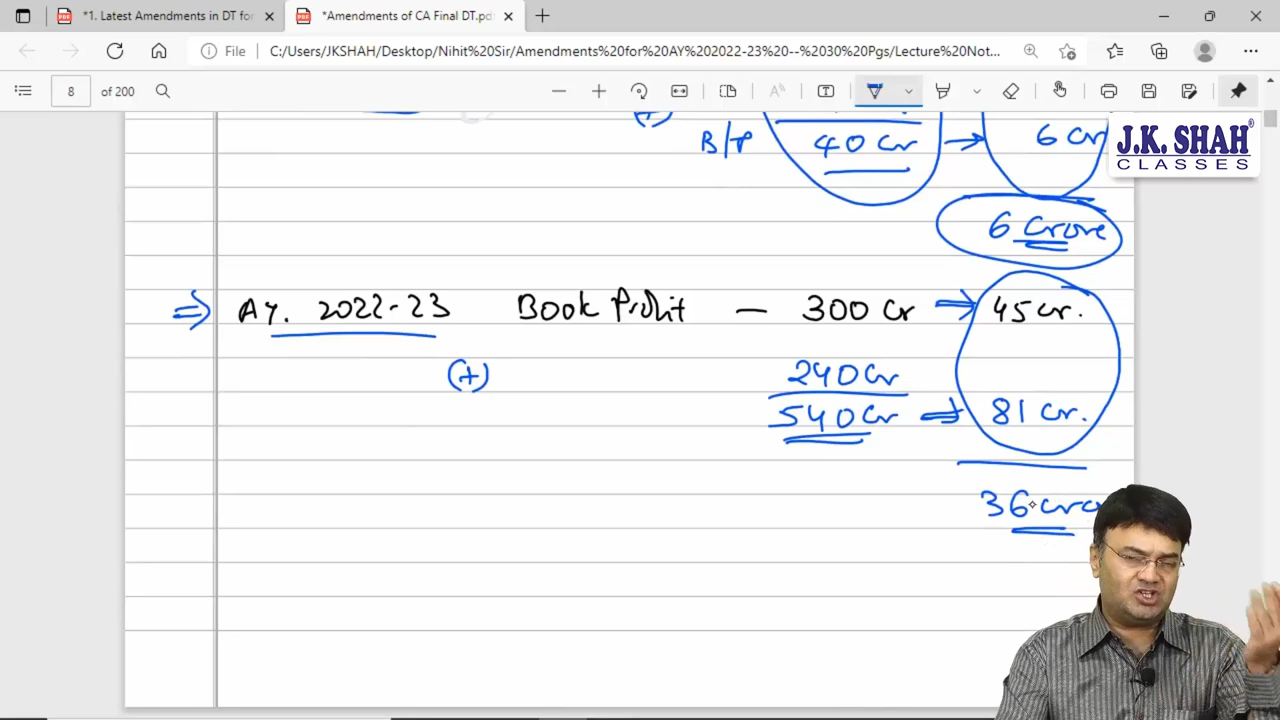 *1. Latest Amendments in DT for
*Amendments of CA Final DT.pd
File
C:/Users/JKSHAH/Desktop/Nihit%20Sir/Amendments%20for%20AY%202022-23%20--%2030%20Pgs/Lecture%20Not...
8 of 200
J.K. SHAH®
CLASSES
(+)
B/P 40 Cr → 6 Cr
6 Crore
⇒ AY. 2022-23 Book Profit — 300 Cr ⇒ 45 Cr.
(+) 240 Cr
540 Cr ⇒ 81 Cr.
36